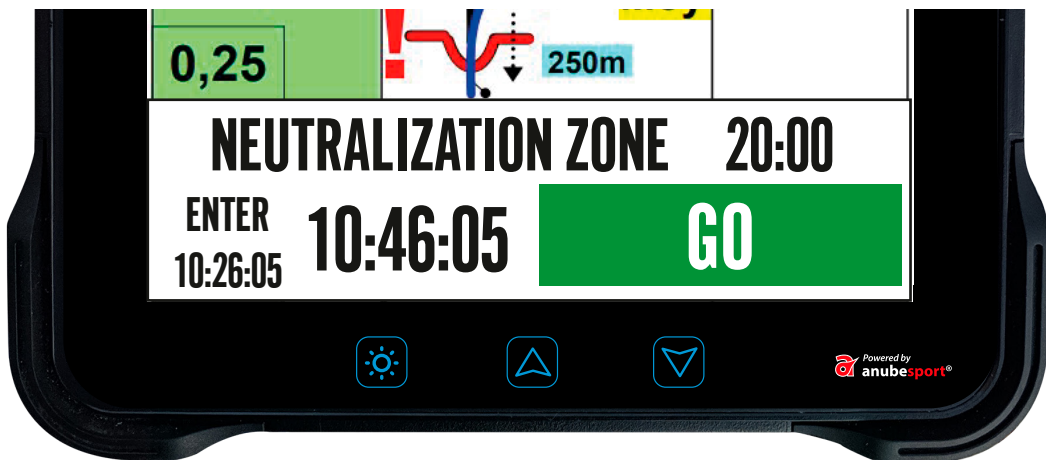 0,25
!
250m
NEUTRALIZATION ZONE 20:00
ENTER
10:26:05
10:46:05
GO
Powered by
anubesport®